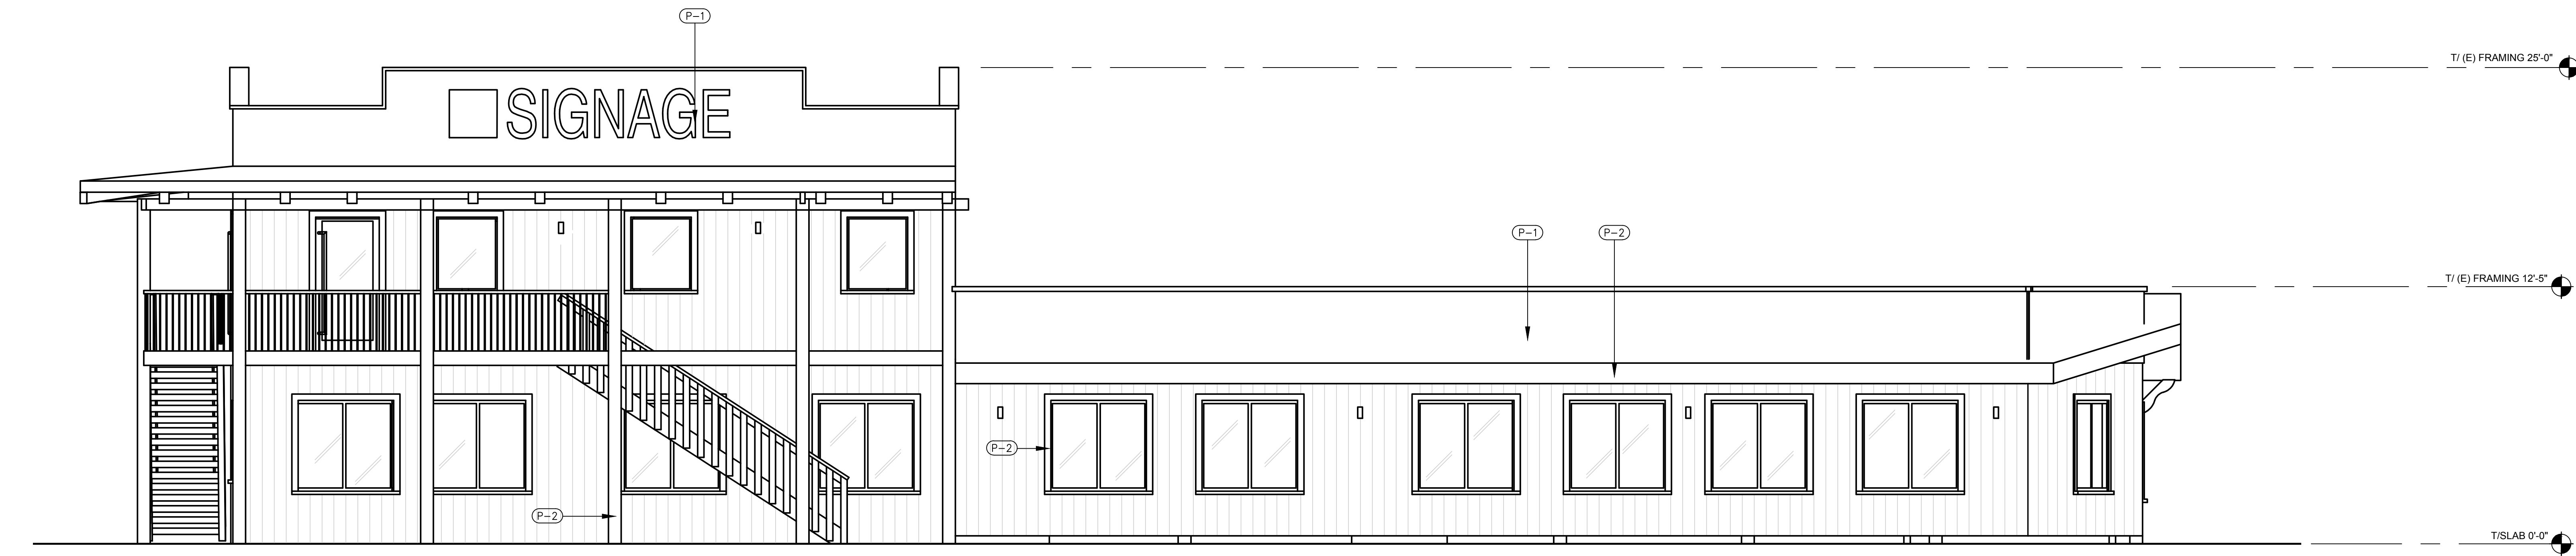 P-1
T/ (E) FRAMING 25'-0"
SIGNAGE
P-1
P-2
T/ (E) FRAMING 12'-5"
P-2
P-2
T/SLAB 0'-0"